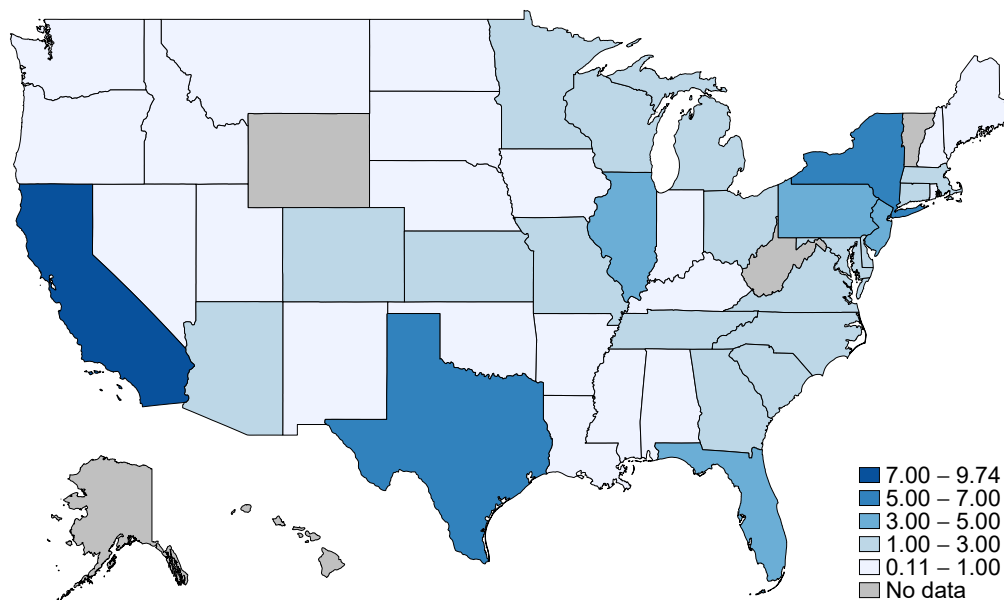 7.00 – 9.74
5.00 – 7.00
3.00 – 5.00
1.00 – 3.00
0.11 – 1.00
No data